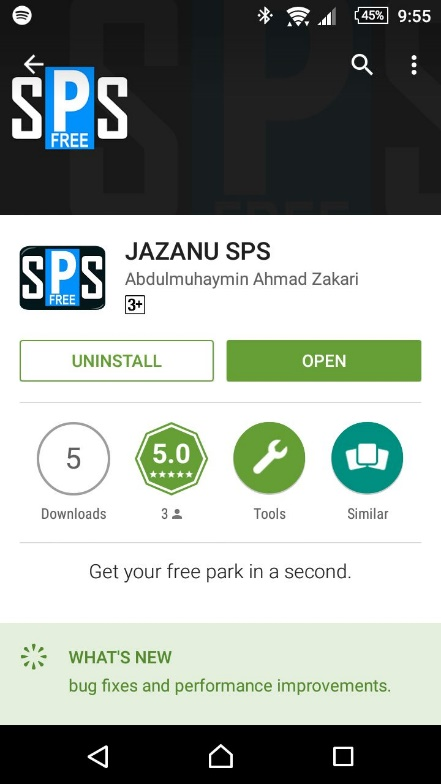 45% 9:55
SPS
FREE
JAZANU SPS
SPS
FREE
Abdulmuhaymin Ahmad Zakari
3+
UNINSTALL
OPEN
5
5.0
Downloads
3
Tools
Similar
Get your free park in a second.
WHAT'S NEW
bug fixes and performance improvements.